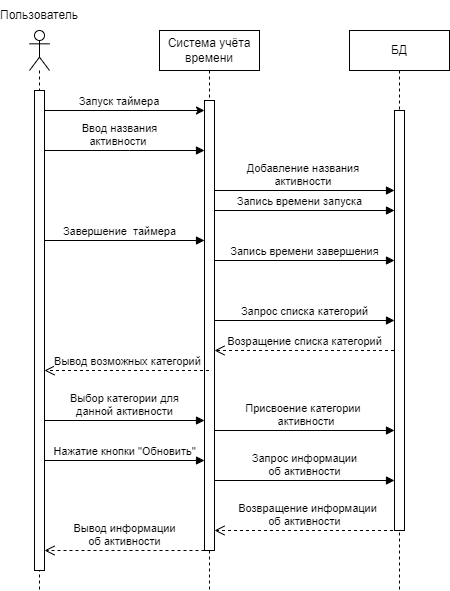 Пользователь
Система учёта
времени
БД
Запуск таймера
Ввод названия
активности
Добавление названия
активности
Запись времени запуска
Завершение таймера
Запись времени завершения
Запрос списка категорий
Возращение списка категорий
Вывод возможных категорий
Выбор категории для
данной активности
Присвоение категории
активности
Нажатие кнопки "Обновить"
Запрос информации
об активности
Возвращение информации
об активности
Вывод информации
об активности